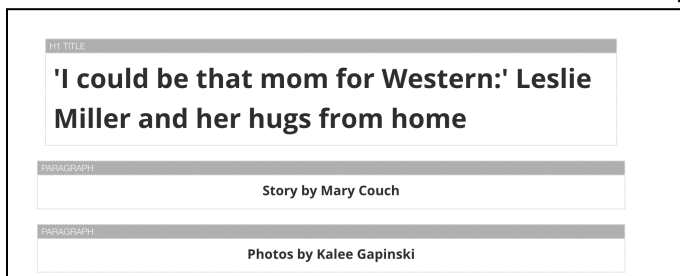 H1 TITLE
'I could be that mom for Western:' Leslie
Miller and her hugs from home
PARAGRAPH
Story by Mary Couch
PARAGRAPH
Photos by Kalee Gapinski